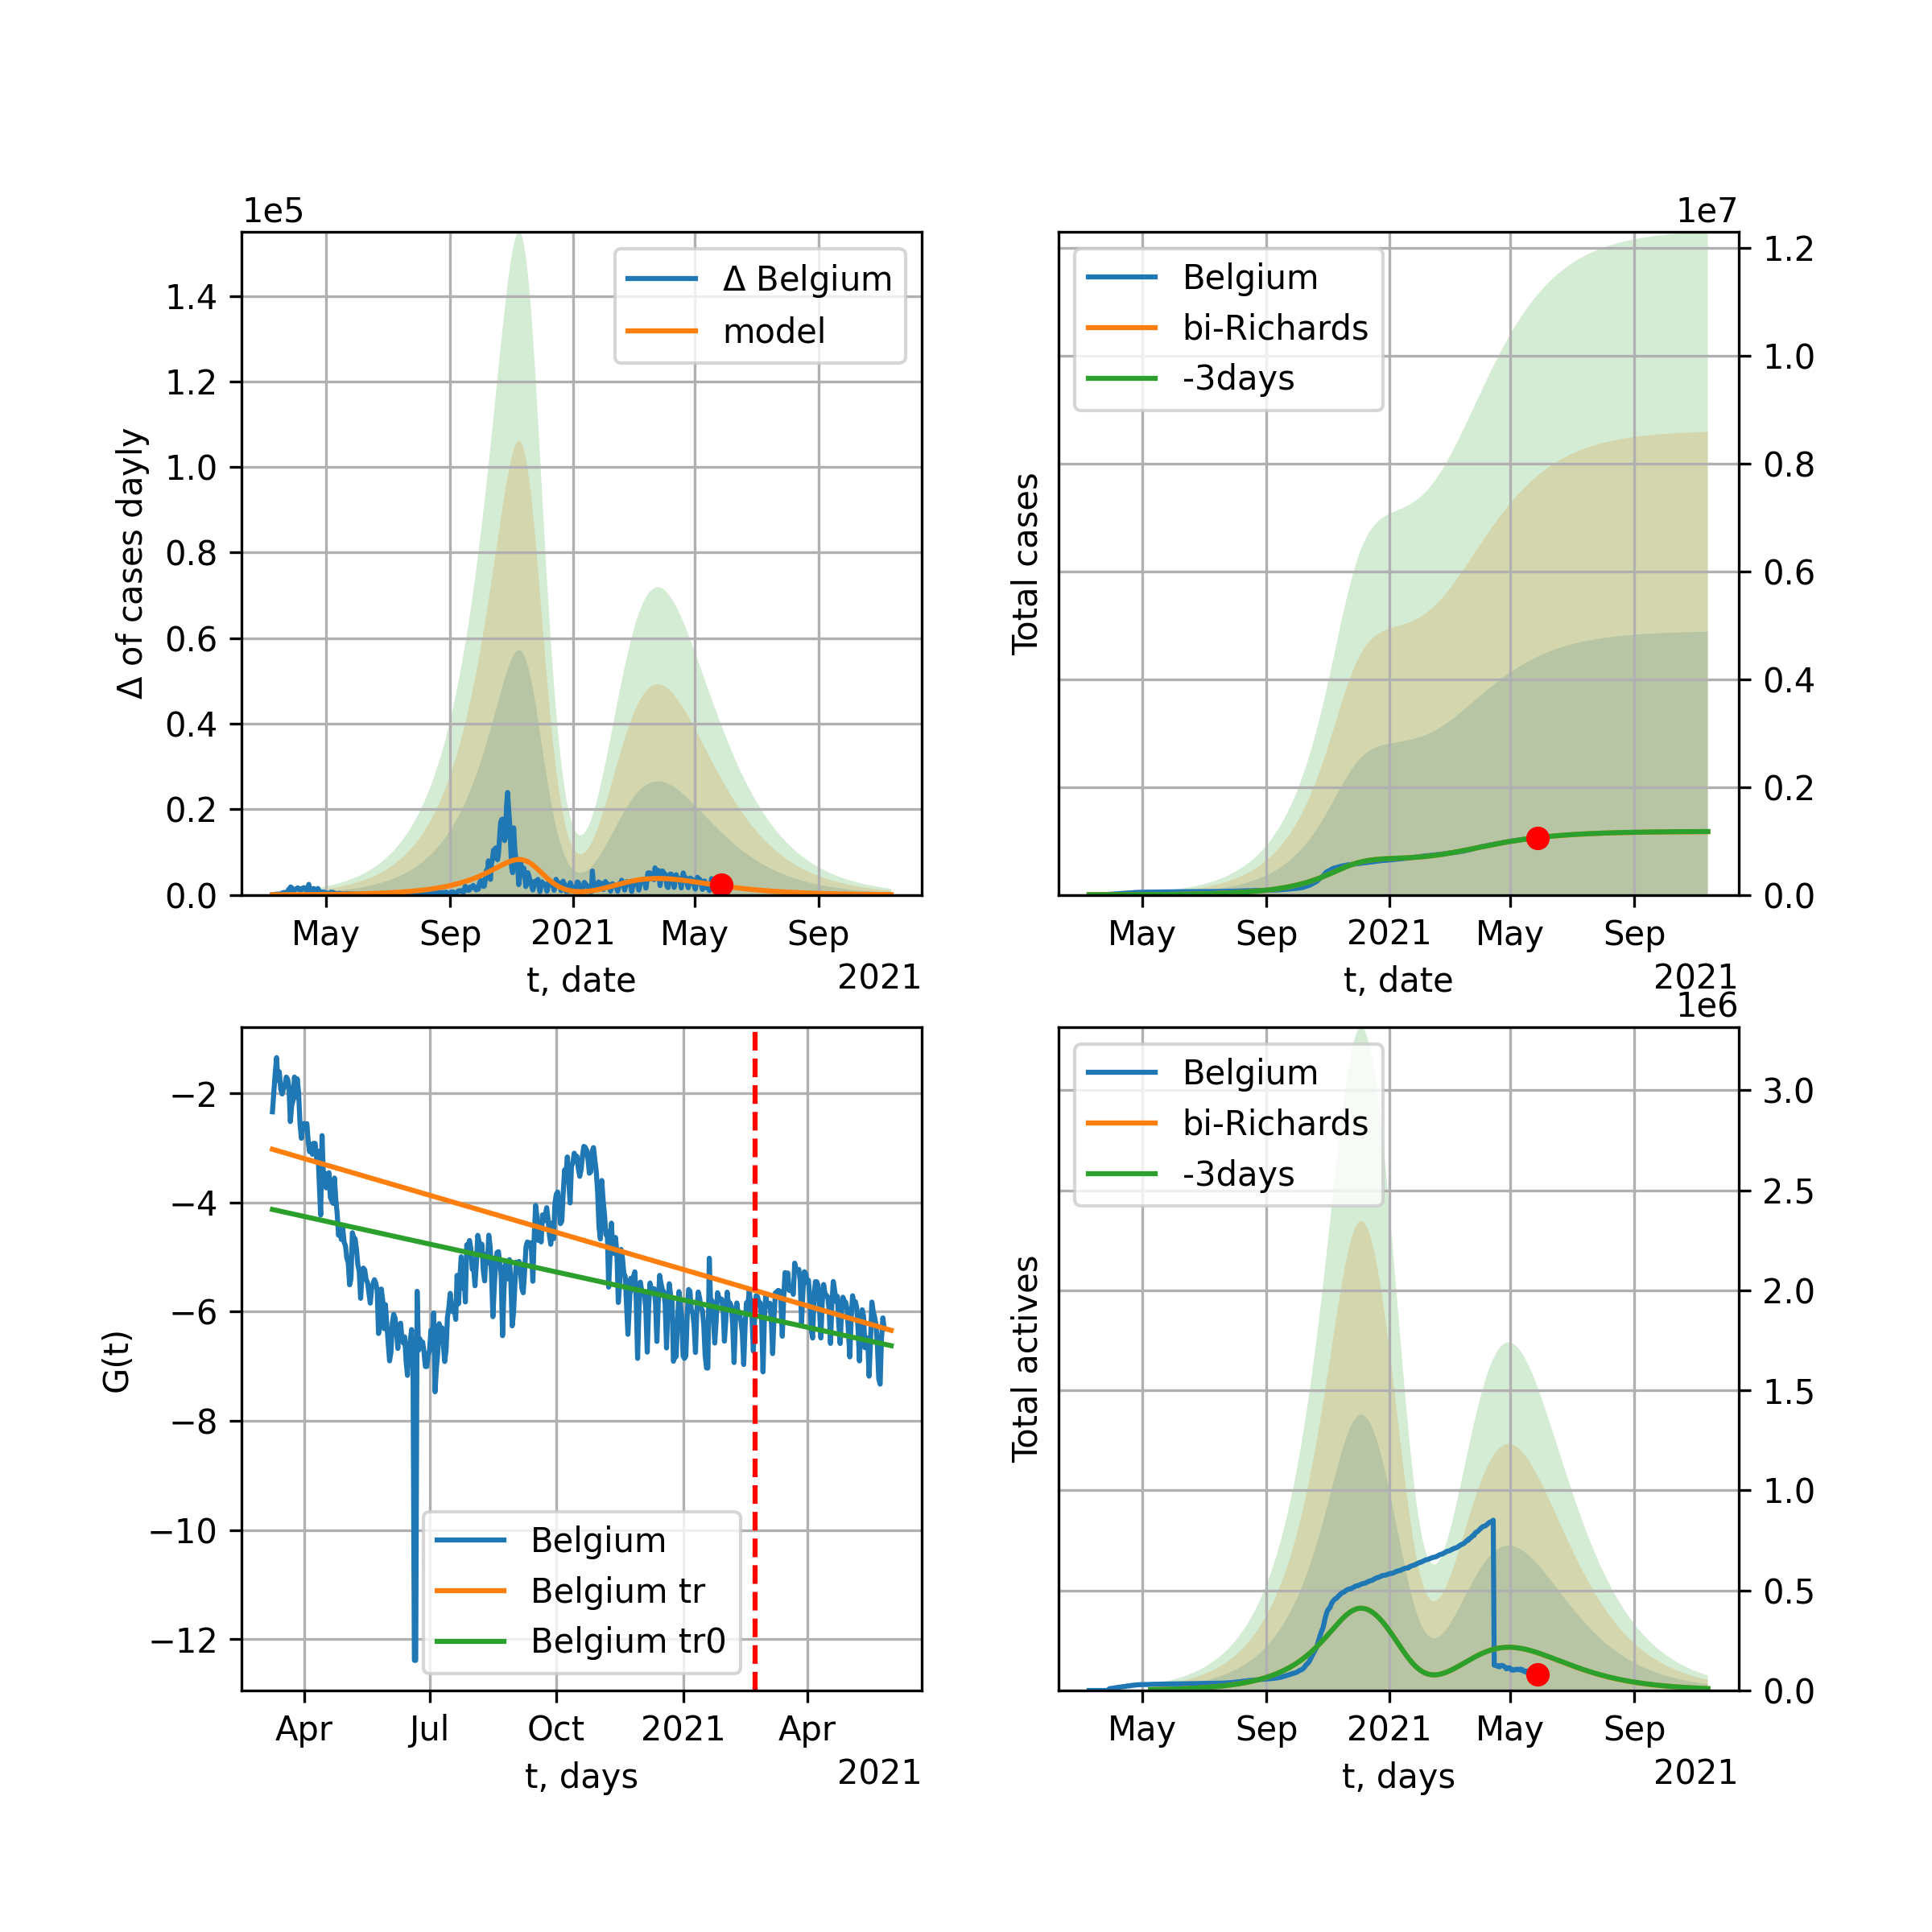 1e5
Δ of cases dayly
1.4
1.2
1.0
0.8
0.6
0.4
0.2
0.0
Δ Belgium
model
May Sep 2021 May Sep
t, date
2021
1e7
Total cases
1.2
1.0
0.8
0.6
0.4
0.2
0.0
Belgium
bi-Richards
-3days
May Sep 2021 May Sep
t, date
2021
G(t)
−2
−4
−6
−8
−10
−12
Belgium
Belgium tr
Belgium tr0
Apr Jul Oct 2021 Apr
t, days
2021
1e6
Total actives
3.0
2.5
2.0
1.5
1.0
0.5
0.0
Belgium
bi-Richards
-3days
May Sep 2021 May Sep
t, days
2021